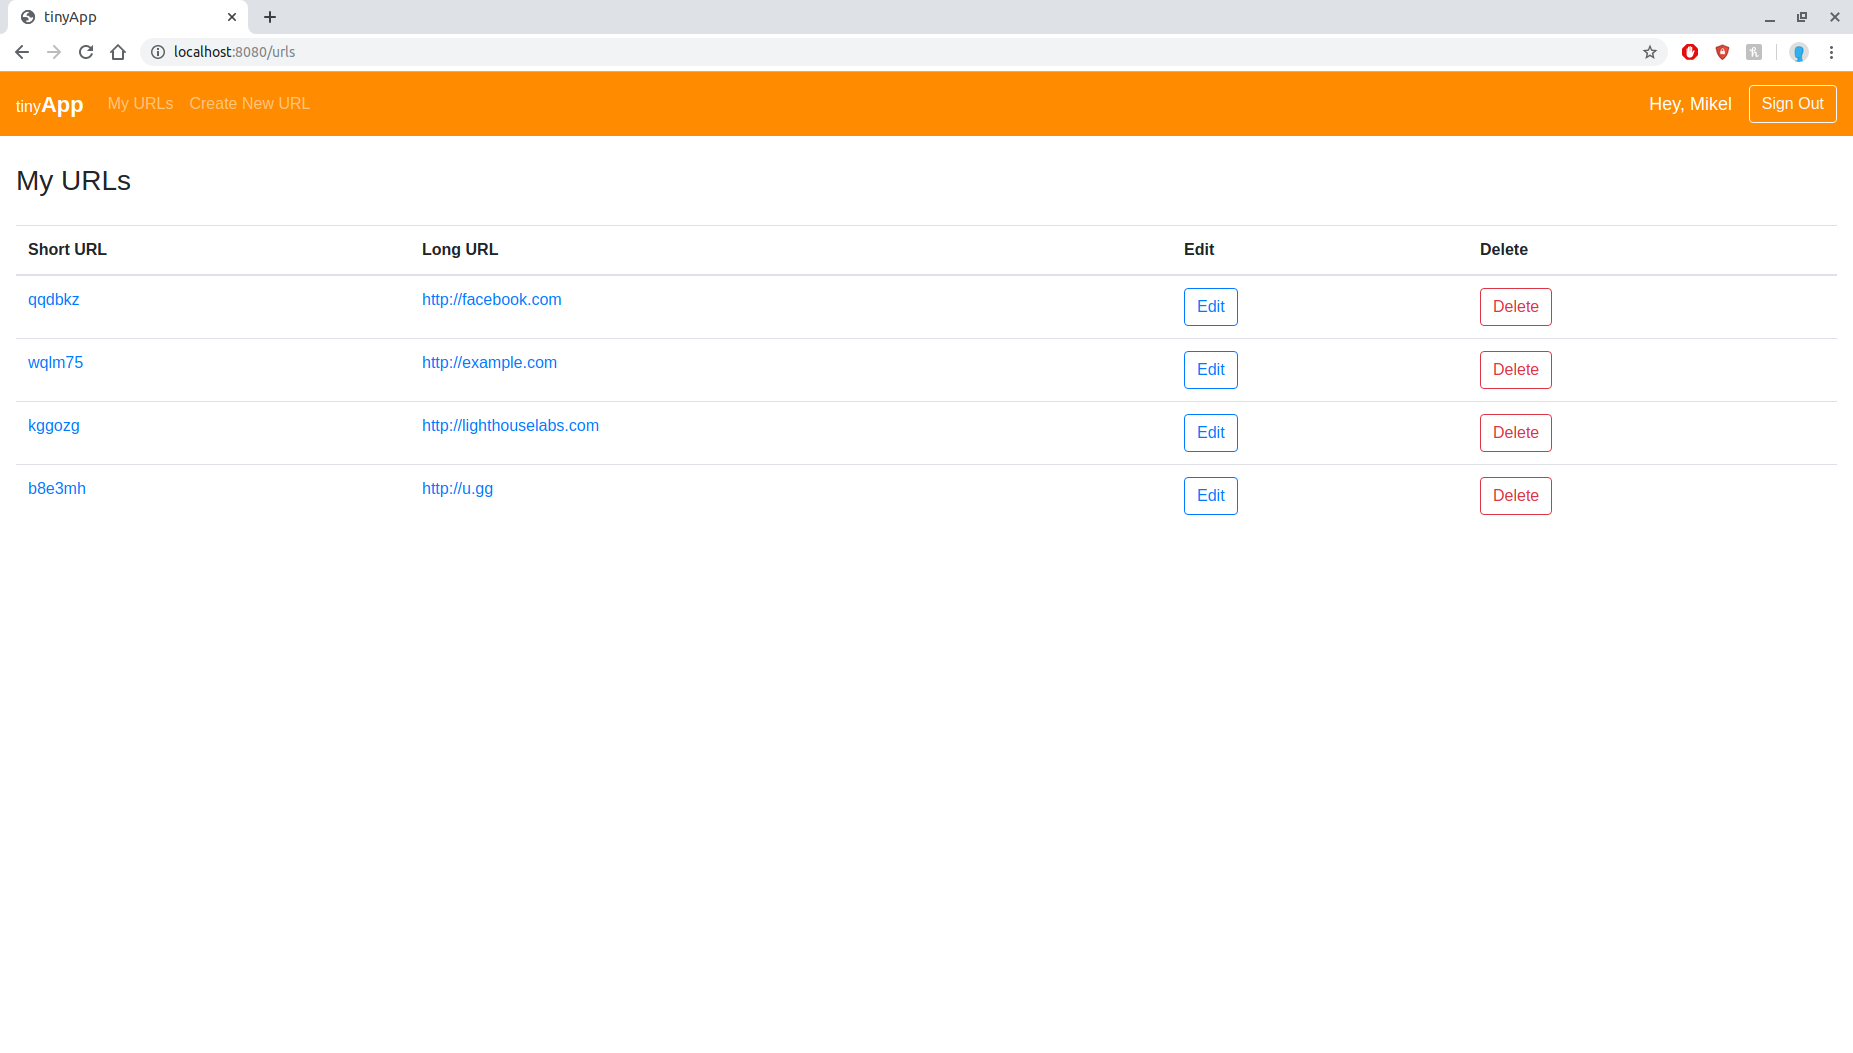 tinyApp
localhost:8080/urls
tinyApp My URLs Create New URL Hey, Mikel Sign Out
My URLs
Short URL Long URL Edit Delete
qqdbkz http://facebook.com Edit Delete
wqlm75 http://example.com Edit Delete
kggozg http://lighthouselabs.com Edit Delete
b8e3mh http://u.gg Edit Delete